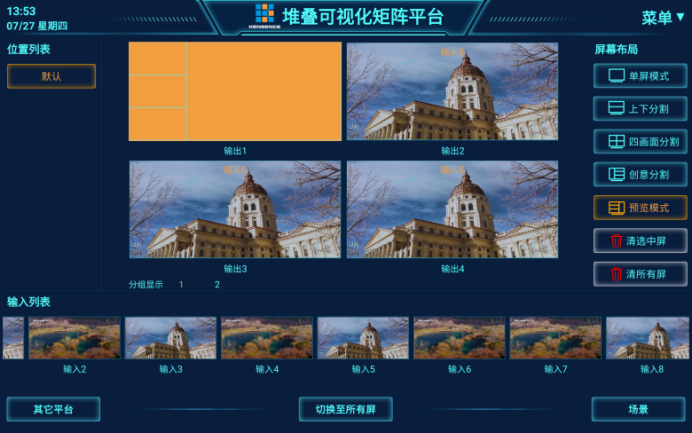 13:53
07/27 星期四
KENSENCE
堆叠可视化矩阵平台
菜单
位置列表
默认
输出1
输出2
输出3
输出4
分组显示 1 2
屏幕布局
单屏模式
上下分割
四画面分割
创意分割
预览模式
清选中屏
清所有屏
输入列表
输入2
输入3
输入4
输入5
输入6
输入7
输入8
其它平台
切换至所有屏
场景